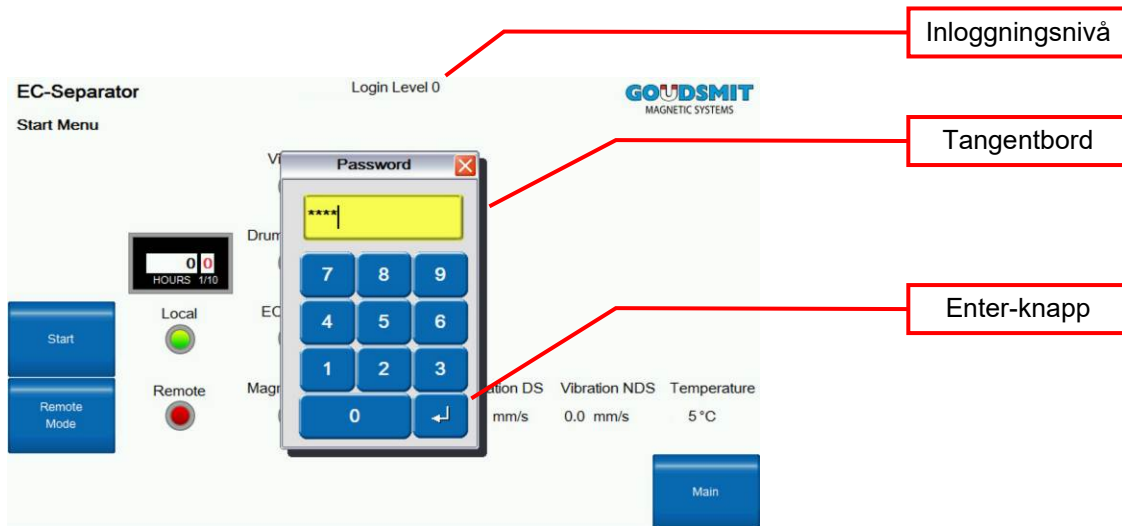 Inloggningsnivå
EC-Separator
Login Level 0
GOUDSMIT
MAGNETIC SYSTEMS
Start Menu
Tangentbord
Password
****
0 0
HOURS 1/10
7 8 9
4 5 6
1 2 3
0
Enter-knapp
Local
Start
Remote
Remote
Mode
Vibration NDS
Temperature
mm/s
0.0 mm/s
5 °C
Main